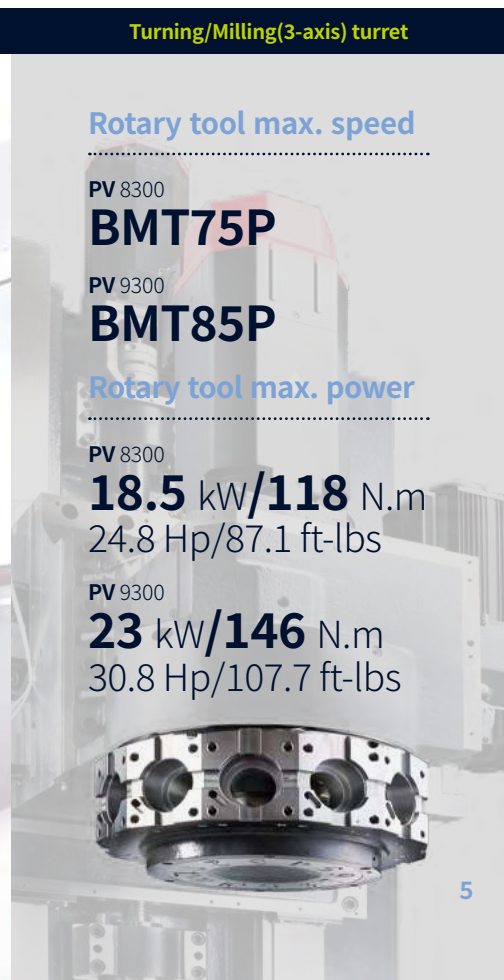 Turning/Milling(3-axis) turret
Rotary tool max. speed
PV 8300
BMT75P
PV 9300
BMT85P
Rotary tool max. power
PV 8300
18.5 kW/118 N.m
24.8 Hp/87.1 ft-lbs
PV 9300
23 kW/146 N.m
30.8 Hp/107.7 ft-lbs
5